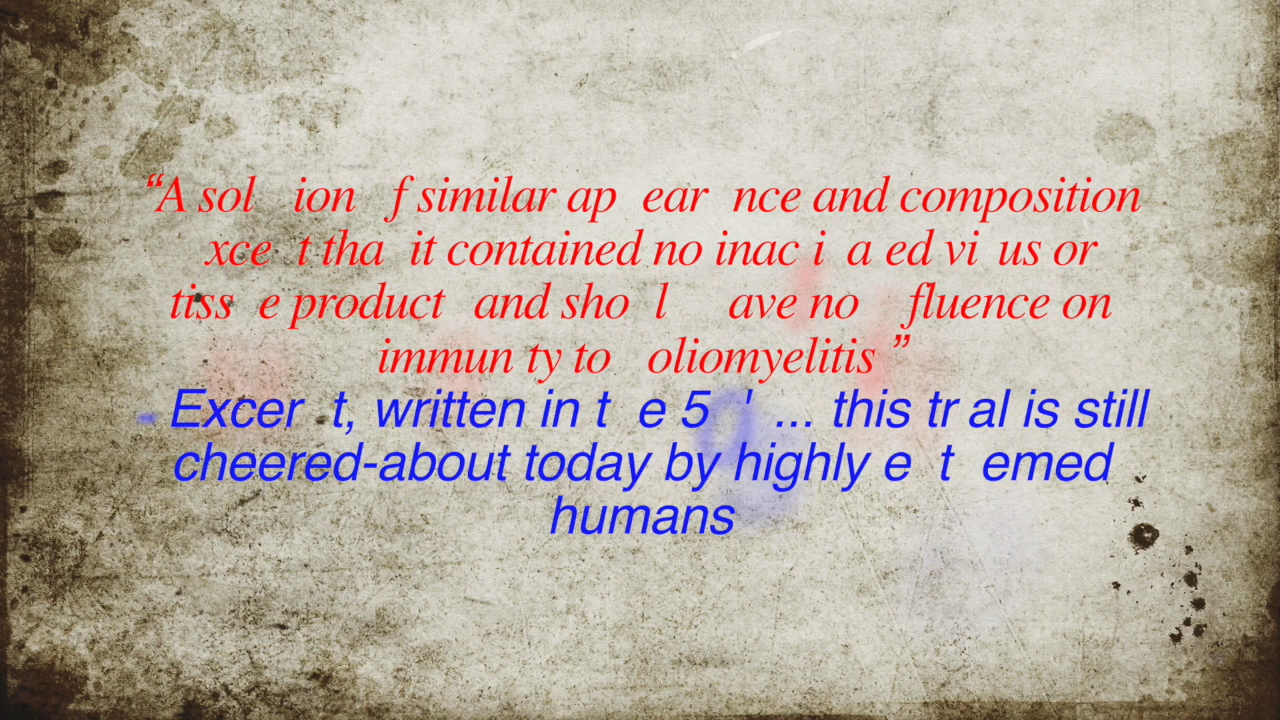 “A sol ion f similar ap ear nce and composition
xce t tha it contained no inac i a ed vi us or
tiss e product and sho l ave no fluence on
immun ty to oliomyelitis ”
Excer t, written in t e 5 ' ... this tr al is still
cheered-about today by highly e t emed
humans